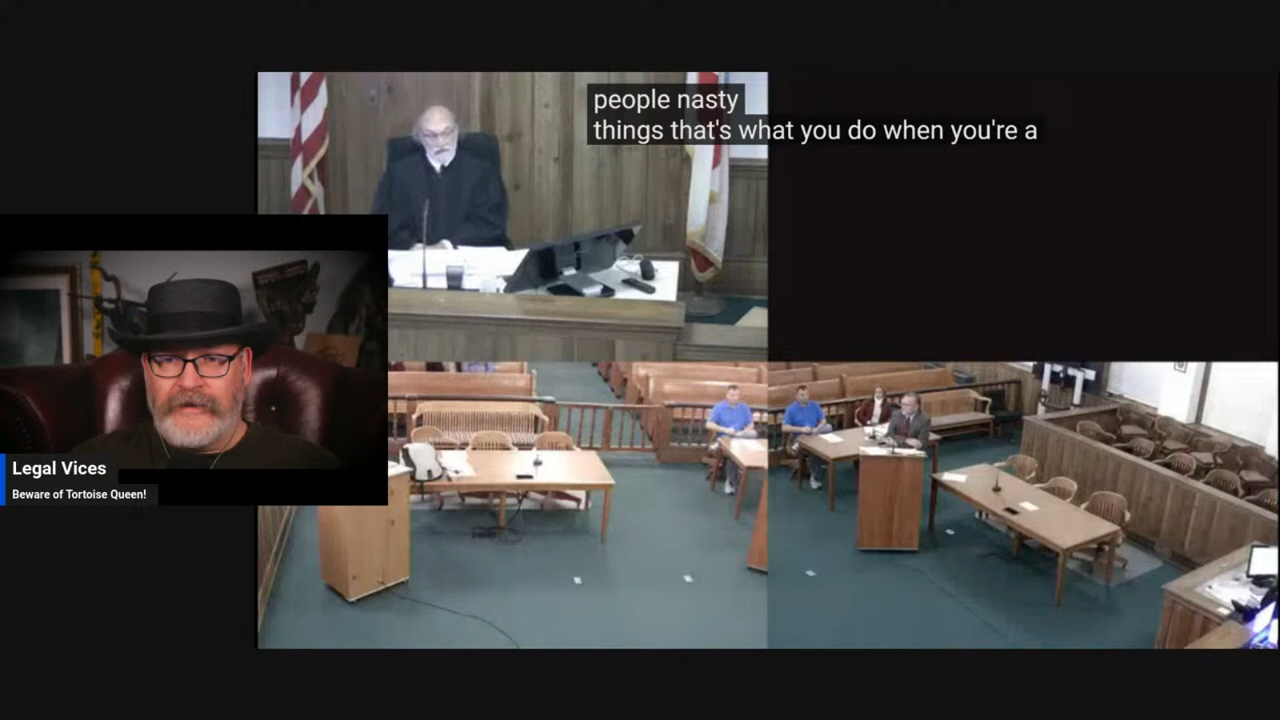 people nasty
things that's what you do when you're a
Legal Vices
Beware of Tortoise Queen!